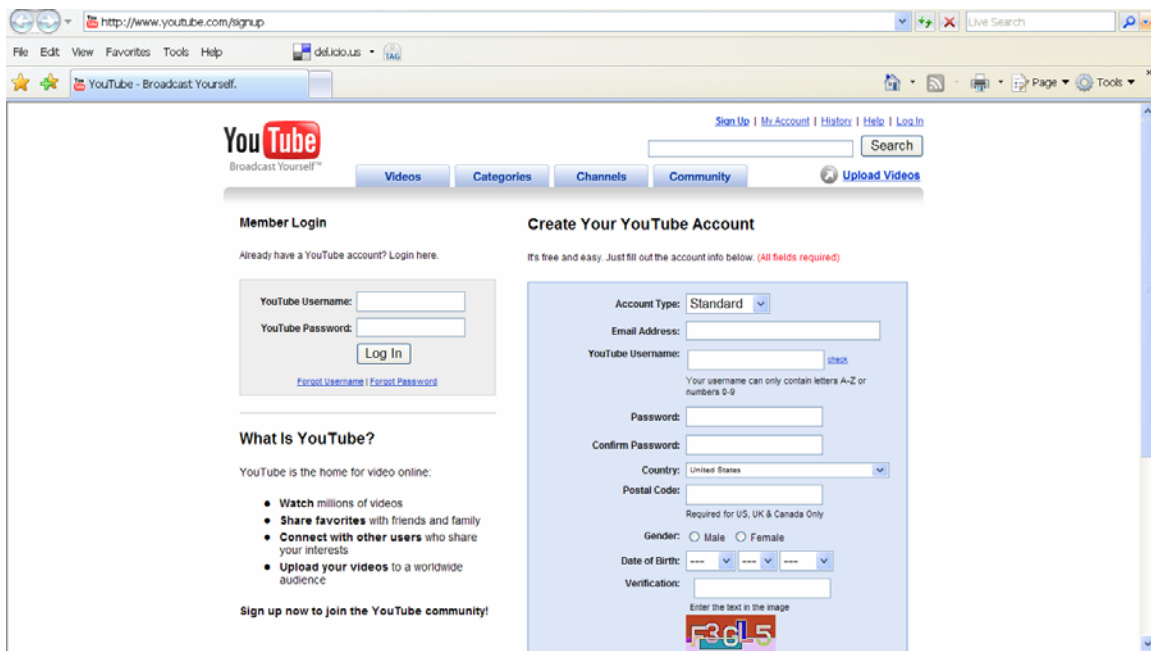 http://www.youtube.com/signup
Live Search
File Edit View Favorites Tools Help
del.icio.us
TAG
YouTube - Broadcast Yourself.
Page
Tools
Sign Up | My Account | History | Help | Log In
YouTube
Broadcast Yourself™
Search
Videos
Categories
Channels
Community
Upload Videos
Member Login
Already have a YouTube account? Login here.
YouTube Username:
YouTube Password:
Log In
Forgot Username | Forgot Password
What Is YouTube?
YouTube is the home for video online:
Watch millions of videos
Share favorites with friends and family
Connect with other users who share
your interests
Upload your videos to a worldwide
audience
Sign up now to join the YouTube community!
Create Your YouTube Account
It's free and easy. Just fill out the account info below. (All fields required)
Account Type: Standard
Email Address:
YouTube Username:
check
Your username can only contain letters A-Z or
numbers 0-9
Password:
Confirm Password:
Country: United States
Postal Code:
Required for US, UK & Canada Only
Gender: Male Female
Date of Birth: --- --- ---
Verification:
Enter the text in the image